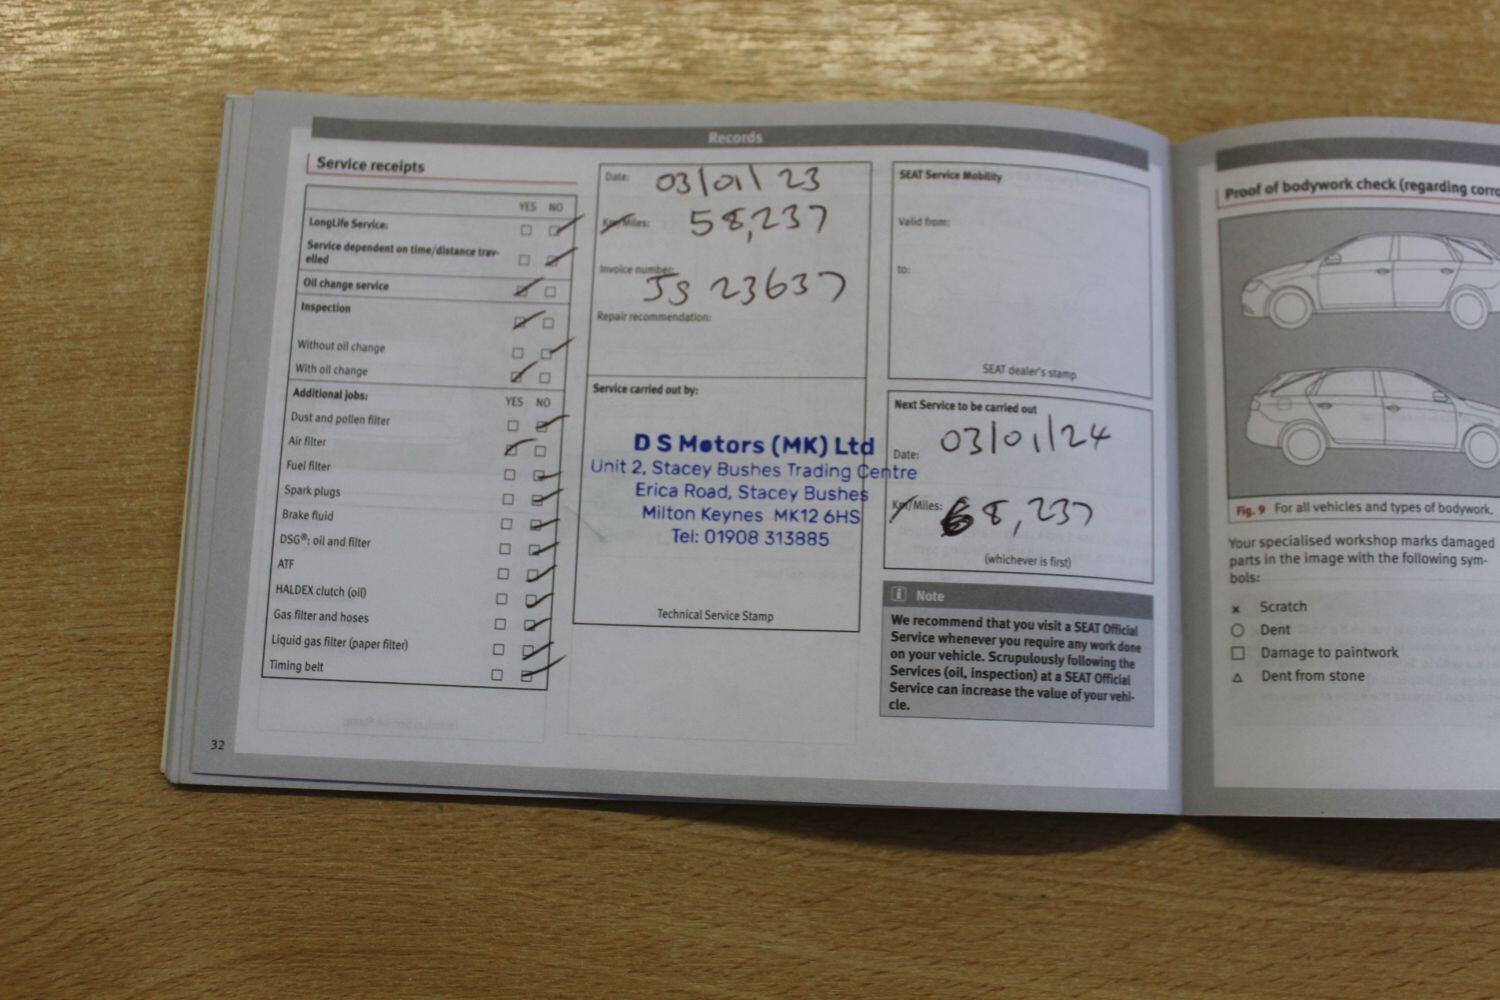 Records
Service receipts
YES NO
LongLife Service:
Service dependent on time/distance trav-
elled
Oil change service
Inspection
Without oil change
With oil change
Additional jobs:
YES NO
Dust and pollen filter
Air filter
Fuel filter
Spark plugs
Brake fluid
DSG®: oil and filter
ATF
HALDEX clutch (oil)
Gas filter and hoses
Liquid gas filter (paper filter)
Timing belt
32
Date: 03/01/23
Km/Miles: 58,237
Invoice number: JS 23637
Repair recommendation:
Service carried out by:
D S Motors (MK) Ltd
Unit 2, Stacey Bushes Trading Centre
Erica Road, Stacey Bushes
Milton Keynes MK12 6HS
Tel: 01908 313885
Technical Service Stamp
SEAT Service Mobility
Valid from:
to:
SEAT dealer's stamp
Next Service to be carried out
Date: 03/01/24
Km/Miles: 68,237
(whichever is first)
i Note
We recommend that you visit a SEAT Official
Service whenever you require any work done
on your vehicle. Scrupulously following the
Services (oil, Inspection) at a SEAT Official
Service can increase the value of your vehi-
cle.
Proof of bodywork check (regarding corro
Fig. 9 For all vehicles and types of bodywork.
Your specialised workshop marks damaged
parts in the image with the following sym-
bols:
Scratch
Dent
Damage to paintwork
Dent from stone